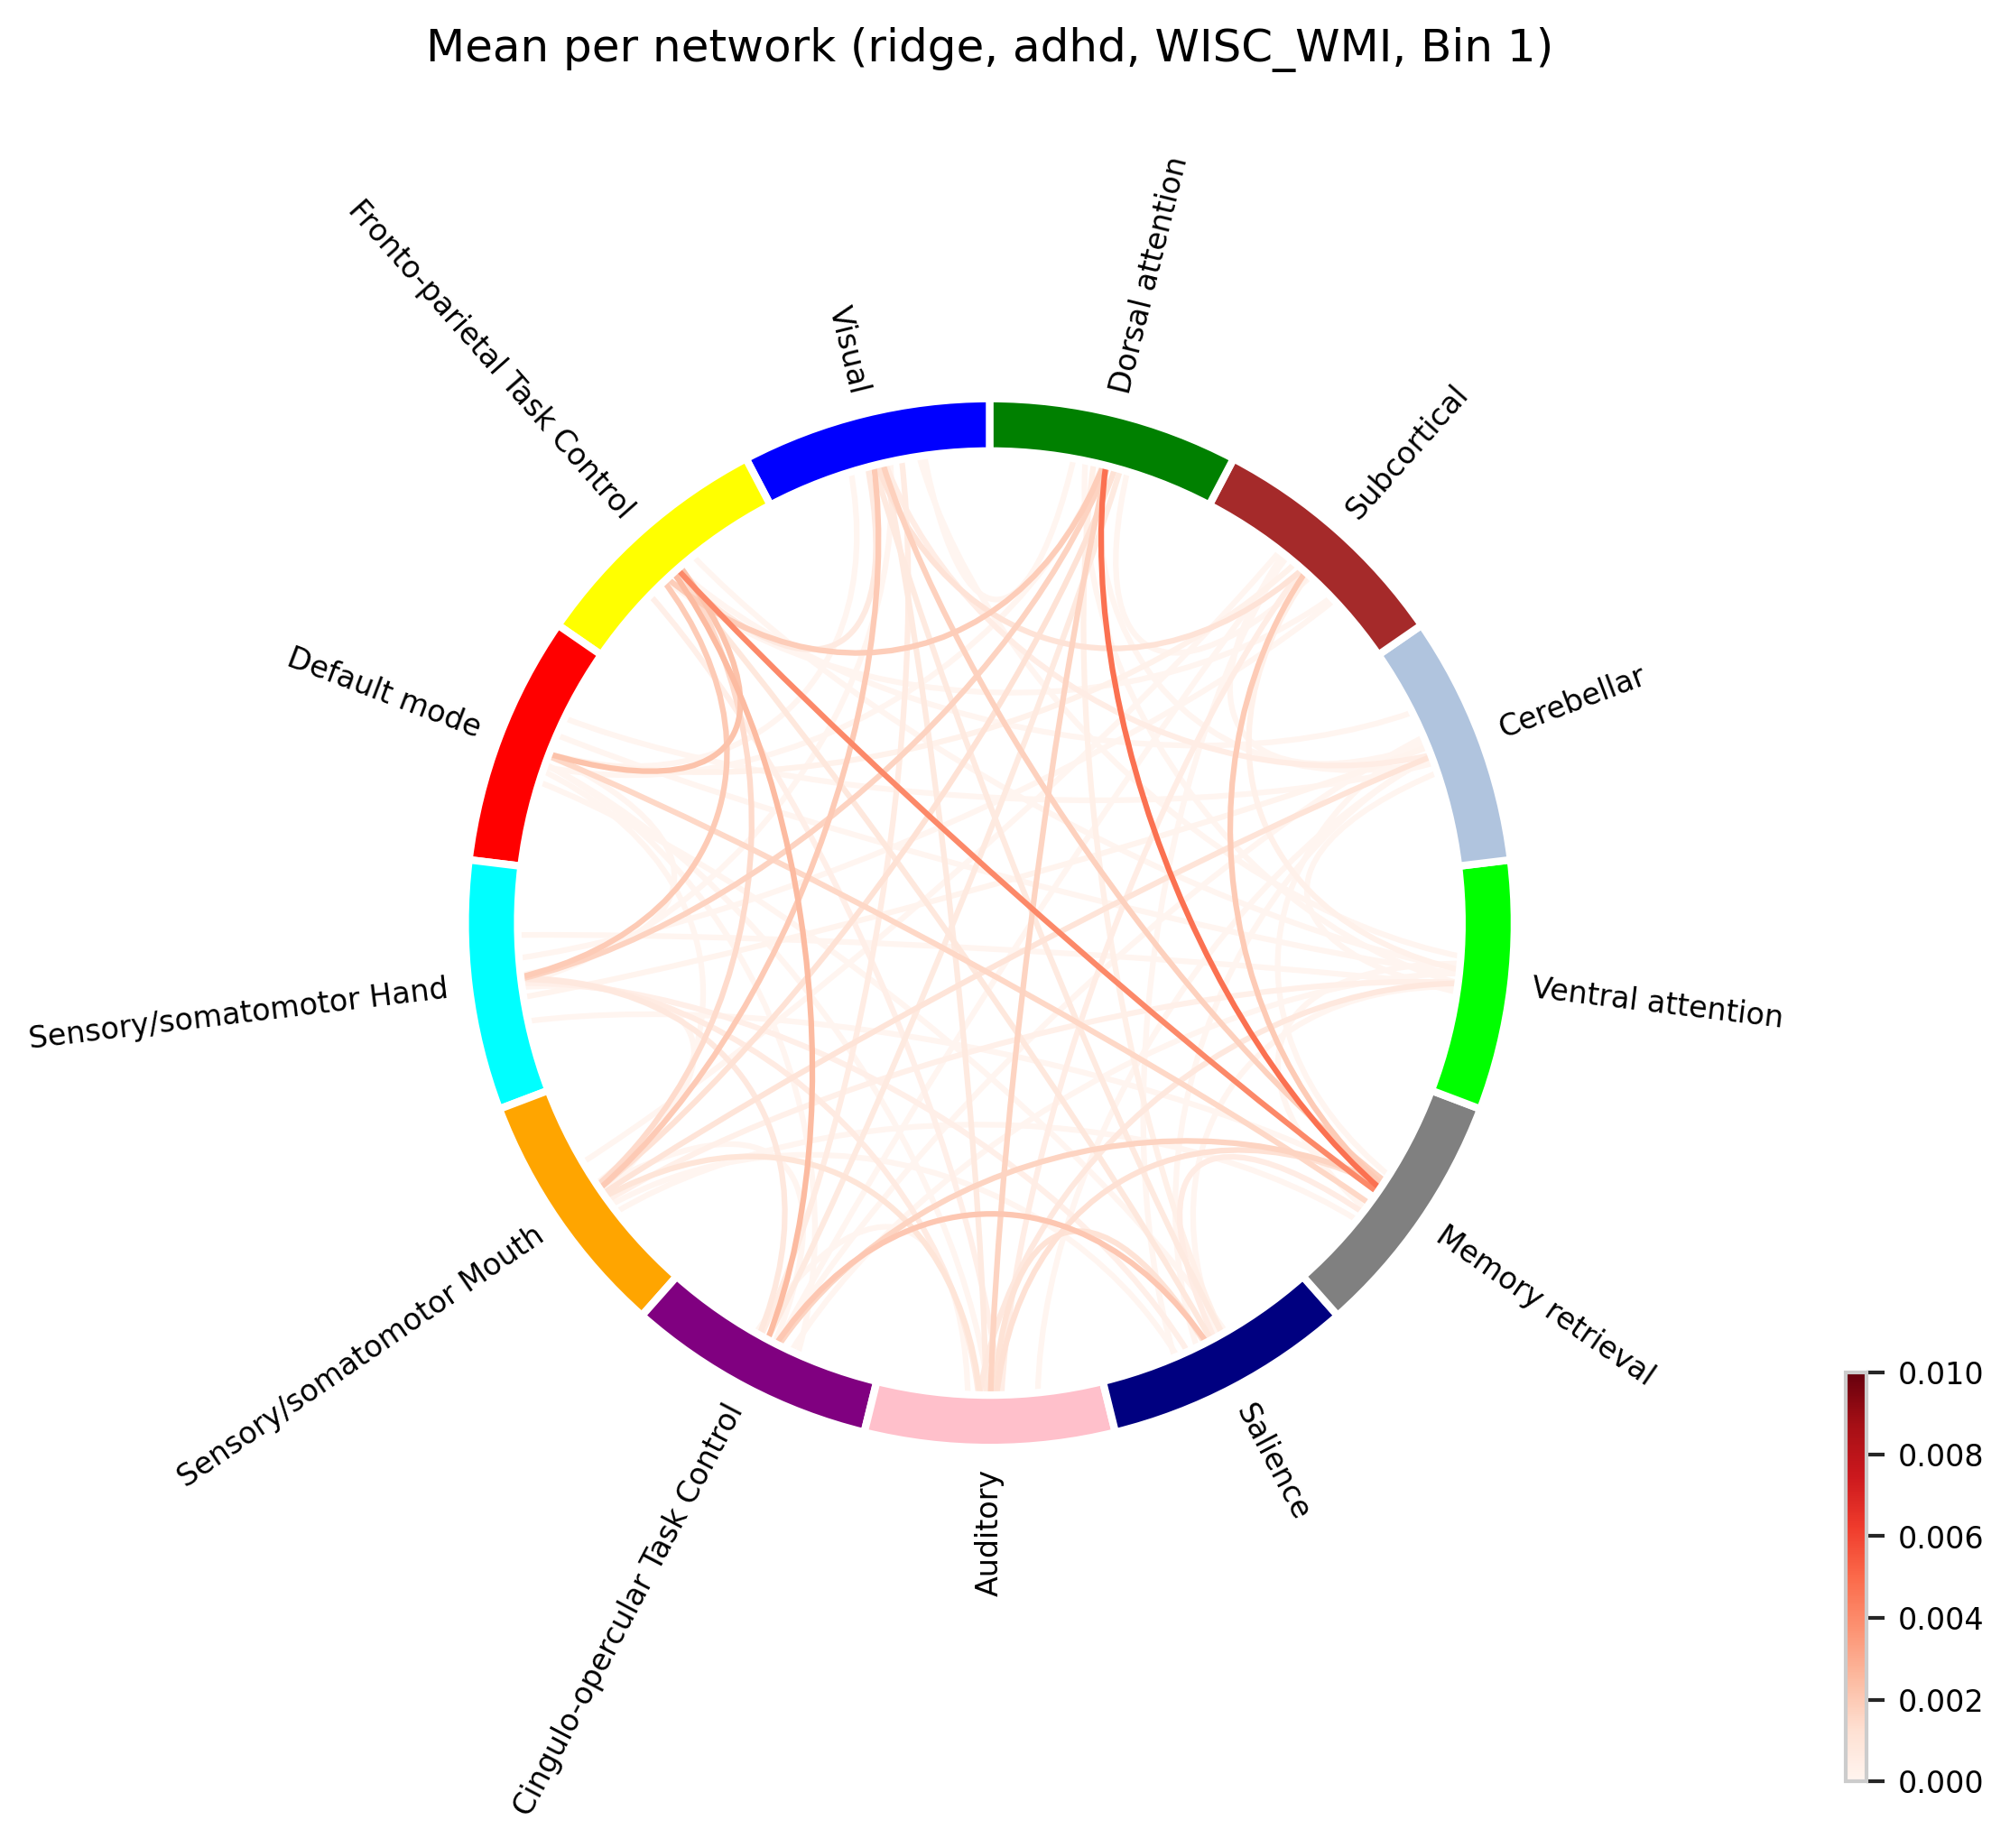 Mean per network (ridge, adhd, WISC_WMI, Bin 1)
Dorsal attention
Visual
Fronto-parietal Task Control
Default mode
Sensory/somatomotor Hand
Sensory/somatomotor Mouth
Cingulo-opercular Task Control
Auditory
Salience
Memory retrieval
Ventral attention
Cerebellar
Subcortical
0.010
0.008
0.006
0.004
0.002
0.000